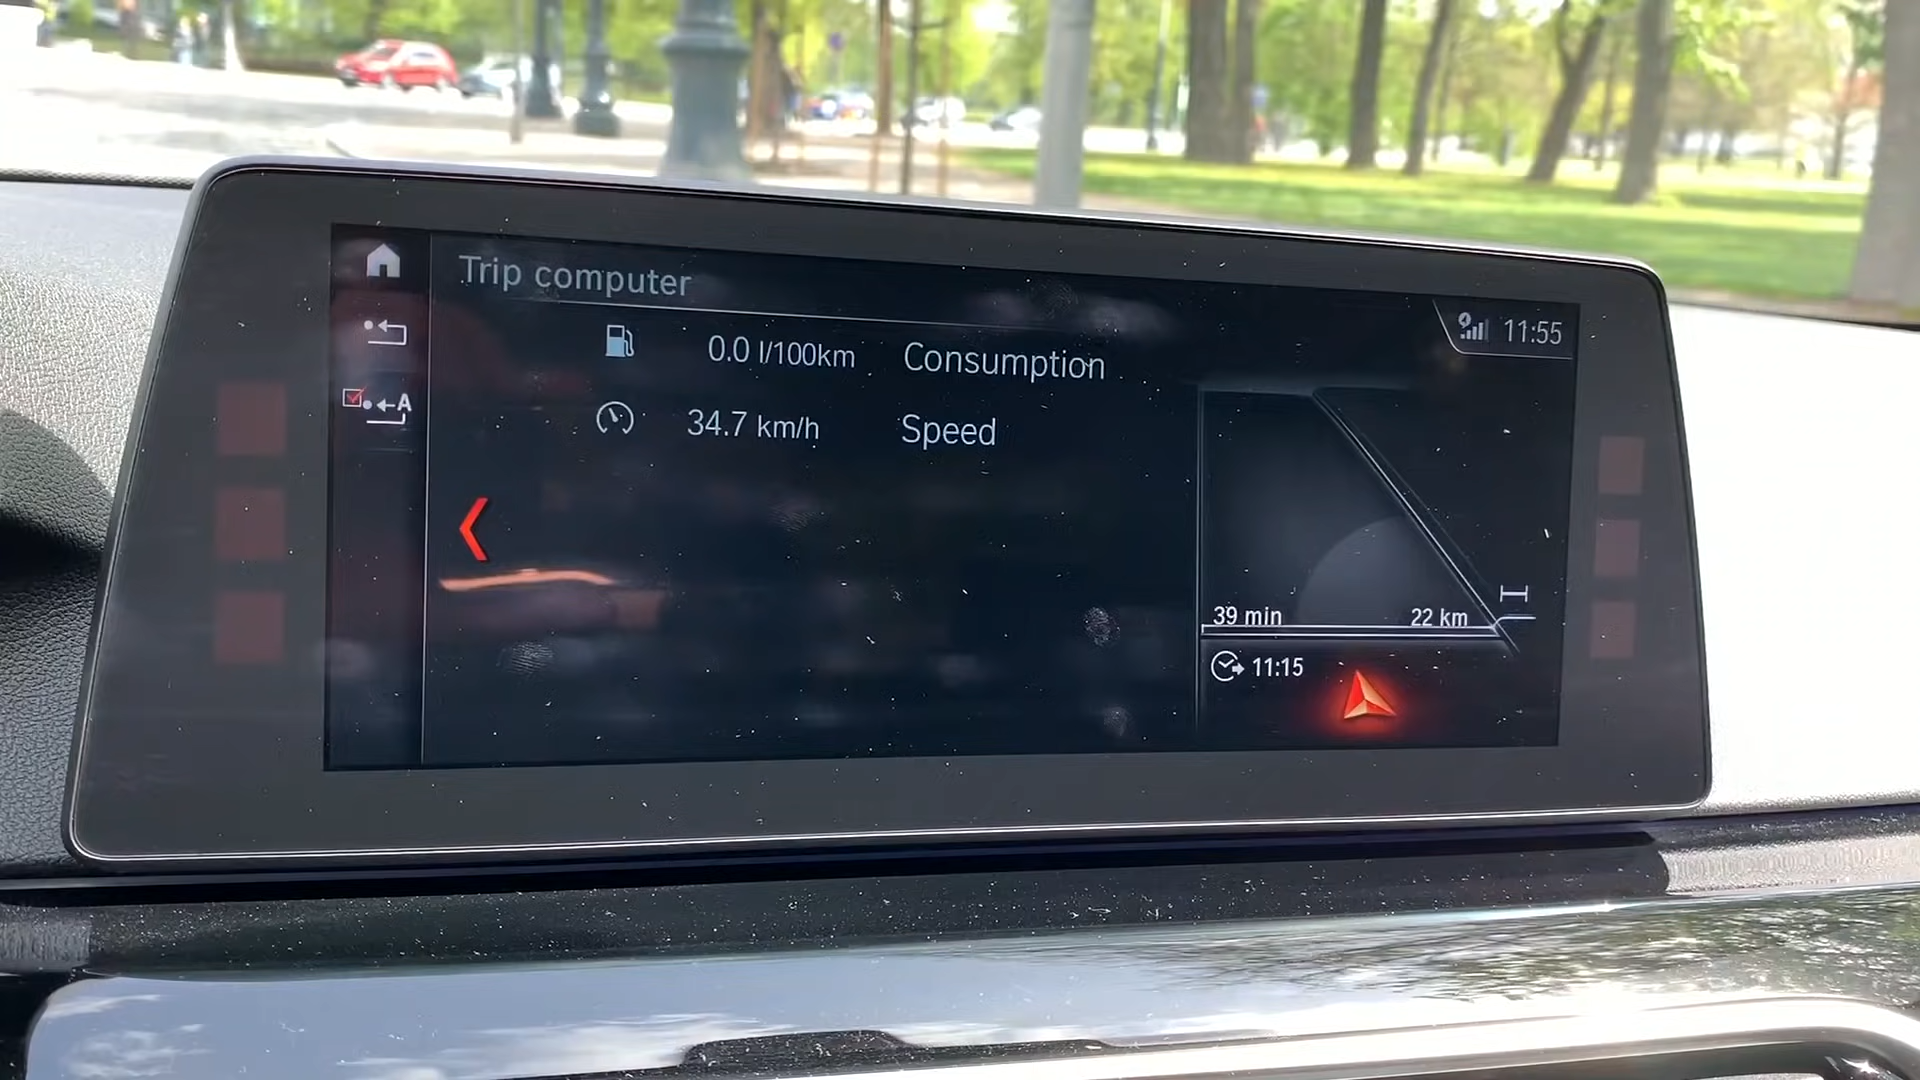 Trip computer
11:55
0.0 l/100km Consumption
34.7 km/h Speed
A
39 min 22 km
11:15